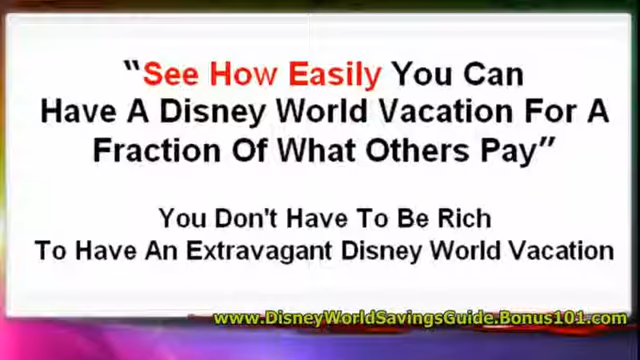 “See How Easily You Can
Have A Disney World Vacation For A
Fraction Of What Others Pay”
You Don't Have To Be Rich
To Have An Extravagant Disney World Vacation
www.DisneyWorldSavingsGuide.Bonus101.com